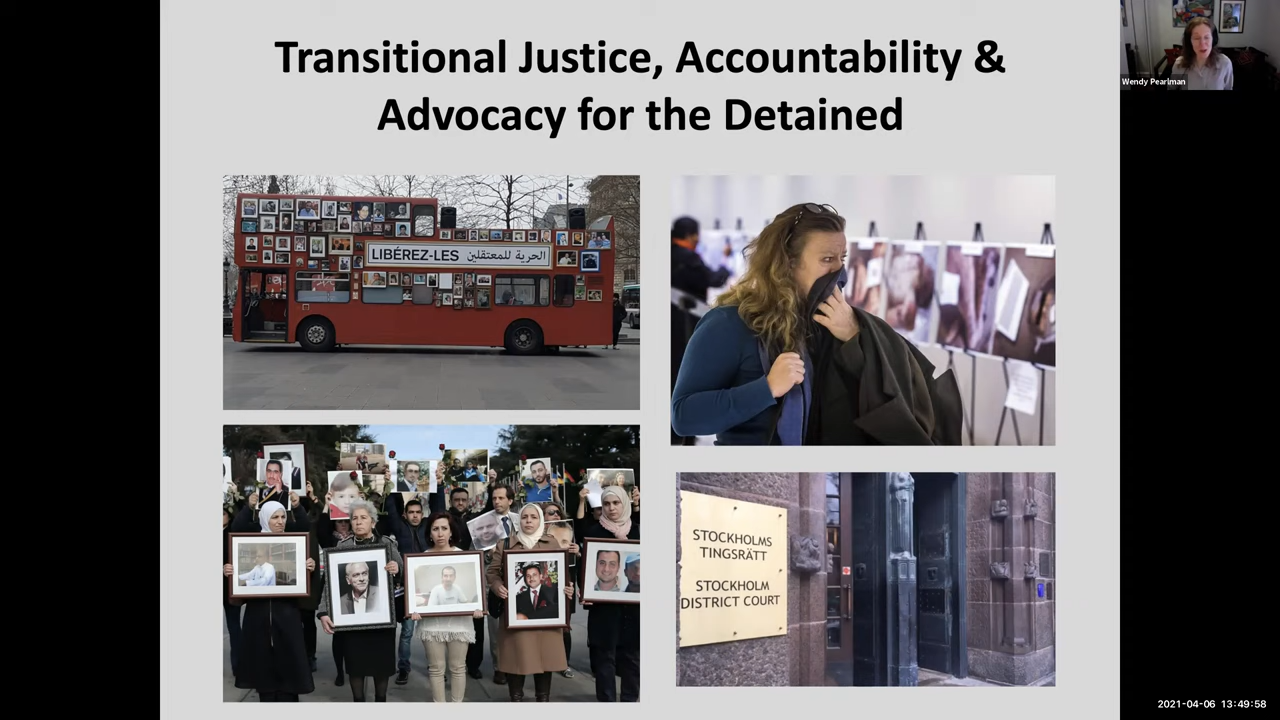 Transitional Justice, Accountability &
Advocacy for the Detained
Wendy Pearlman
LIBÉREZ-LES الحرية للمعتقلين
STOCKHOLMS
TINGSRÄTT
STOCKHOLM
DISTRICT COURT
2021-04-06 13:49:58